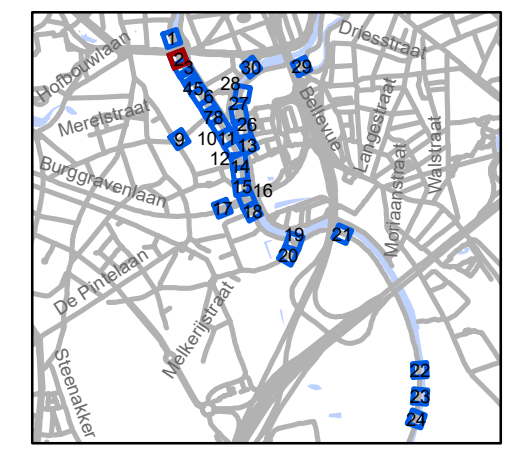 Hofbouwlaan
Driesstraat
Merelstraat
Bellevue
Langestraat
Walstraat
Moriaanstraat
Burggravenlaan
De Pintelaan
Melkerijstraat
Steenakker
1
2
3
4
5
6
7
8
9
10
11
12
13
14
15
16
17
18
19
20
21
22
23
24
26
27
28
29
30